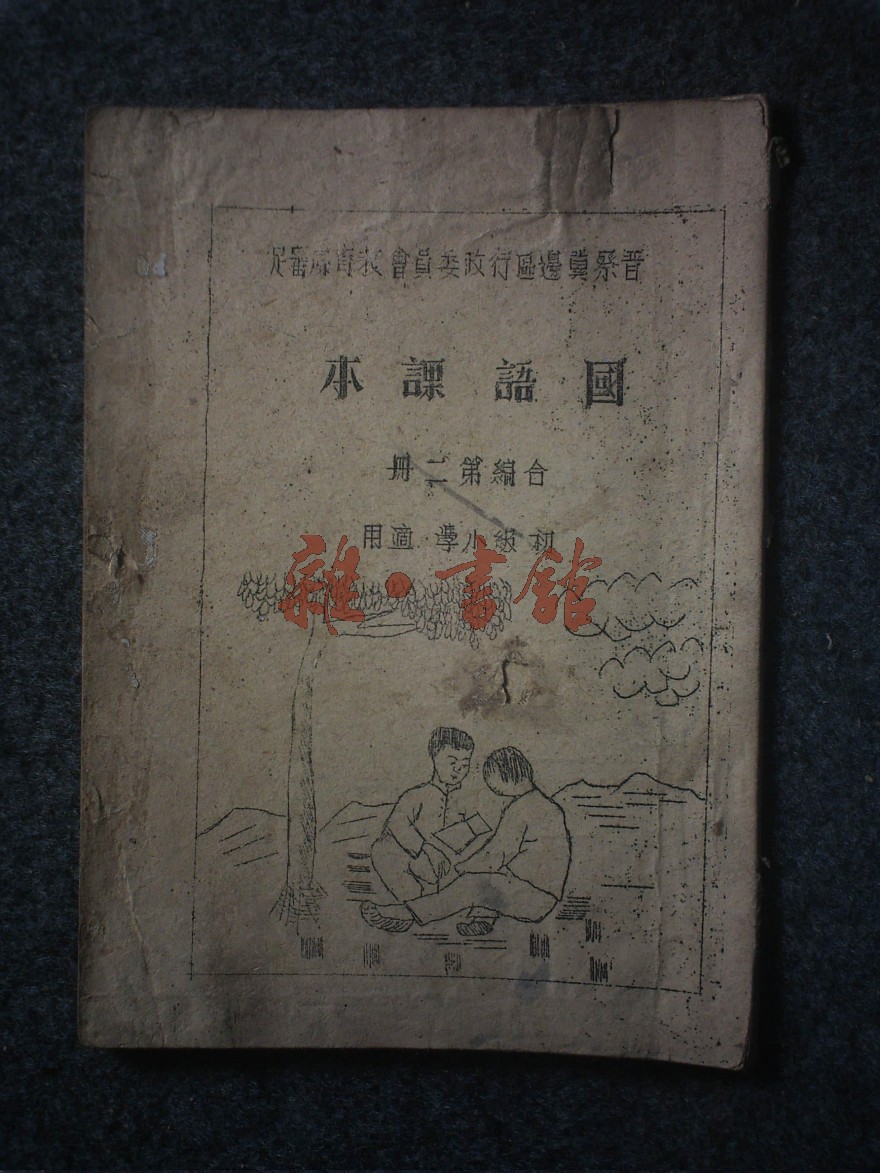 晉察冀邊區行政委員會教育廳審定
國語課本
合編第二冊
初級小學適用
雜·書館